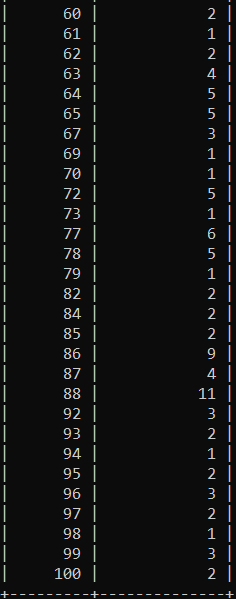 | 60 | 2 |
| 61 | 1 |
| 62 | 2 |
| 63 | 4 |
| 64 | 5 |
| 65 | 5 |
| 67 | 3 |
| 69 | 1 |
| 70 | 1 |
| 72 | 5 |
| 73 | 1 |
| 77 | 6 |
| 78 | 5 |
| 79 | 1 |
| 82 | 2 |
| 84 | 2 |
| 85 | 2 |
| 86 | 9 |
| 87 | 4 |
| 88 | 11 |
| 92 | 3 |
| 93 | 2 |
| 94 | 1 |
| 95 | 2 |
| 96 | 3 |
| 97 | 2 |
| 98 | 1 |
| 99 | 3 |
| 100 | 2 |
+---------+--------------+